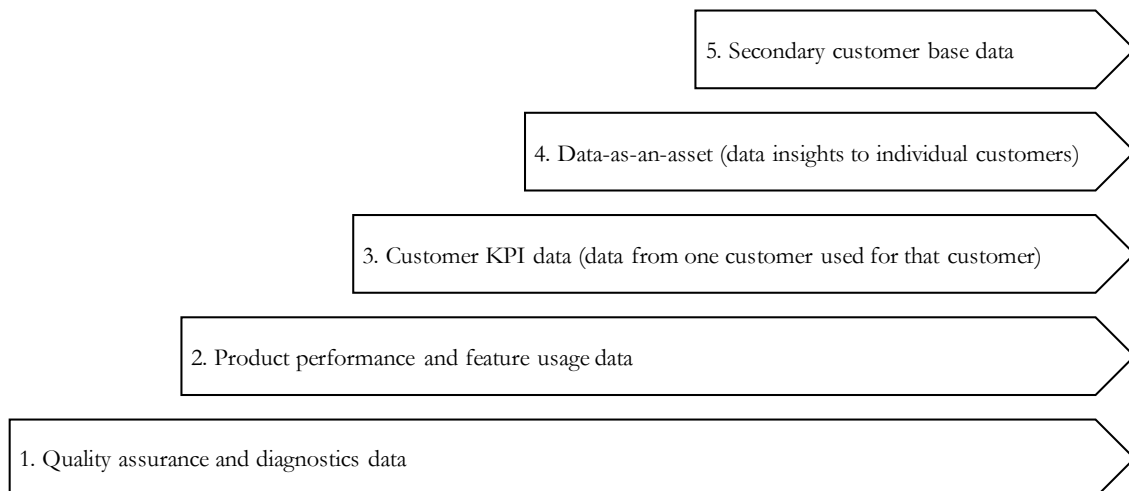 5. Secondary customer base data
4. Data-as-an-asset (data insights to individual customers)
3. Customer KPI data (data from one customer used for that customer)
2. Product performance and feature usage data
1. Quality assurance and diagnostics data